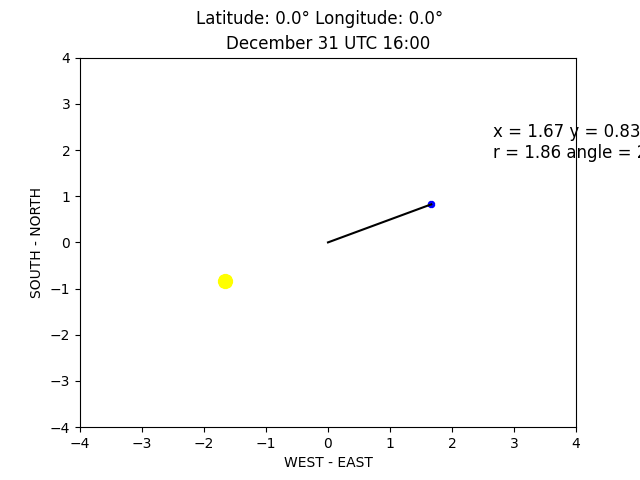 Latitude: 0.0° Longitude: 0.0°
December 31 UTC 16:00
4
3
2
1
0
−1
−2
−3
−4
SOUTH - NORTH
x = 1.67 y = 0.83
r = 1.86 angle =
−4 −3 −2 −1 0 1 2 3 4
WEST - EAST